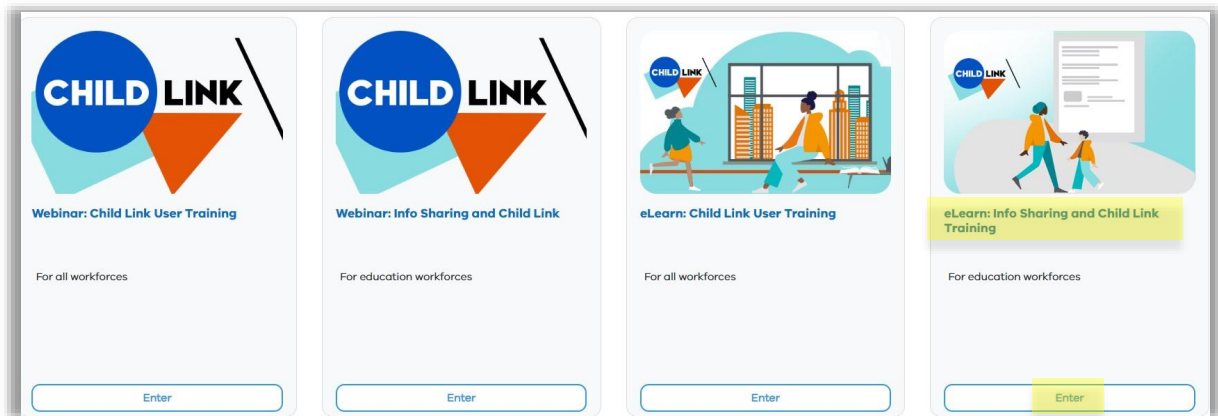 CHILD LINK
Webinar: Child Link User Training
For all workforces
Enter
CHILD LINK
Webinar: Info Sharing and Child Link
For education workforces
Enter
CHILD LINK
eLearn: Child Link User Training
For all workforces
Enter
CHILD LINK
eLearn: Info Sharing and Child Link
Training
For education workforces
Enter